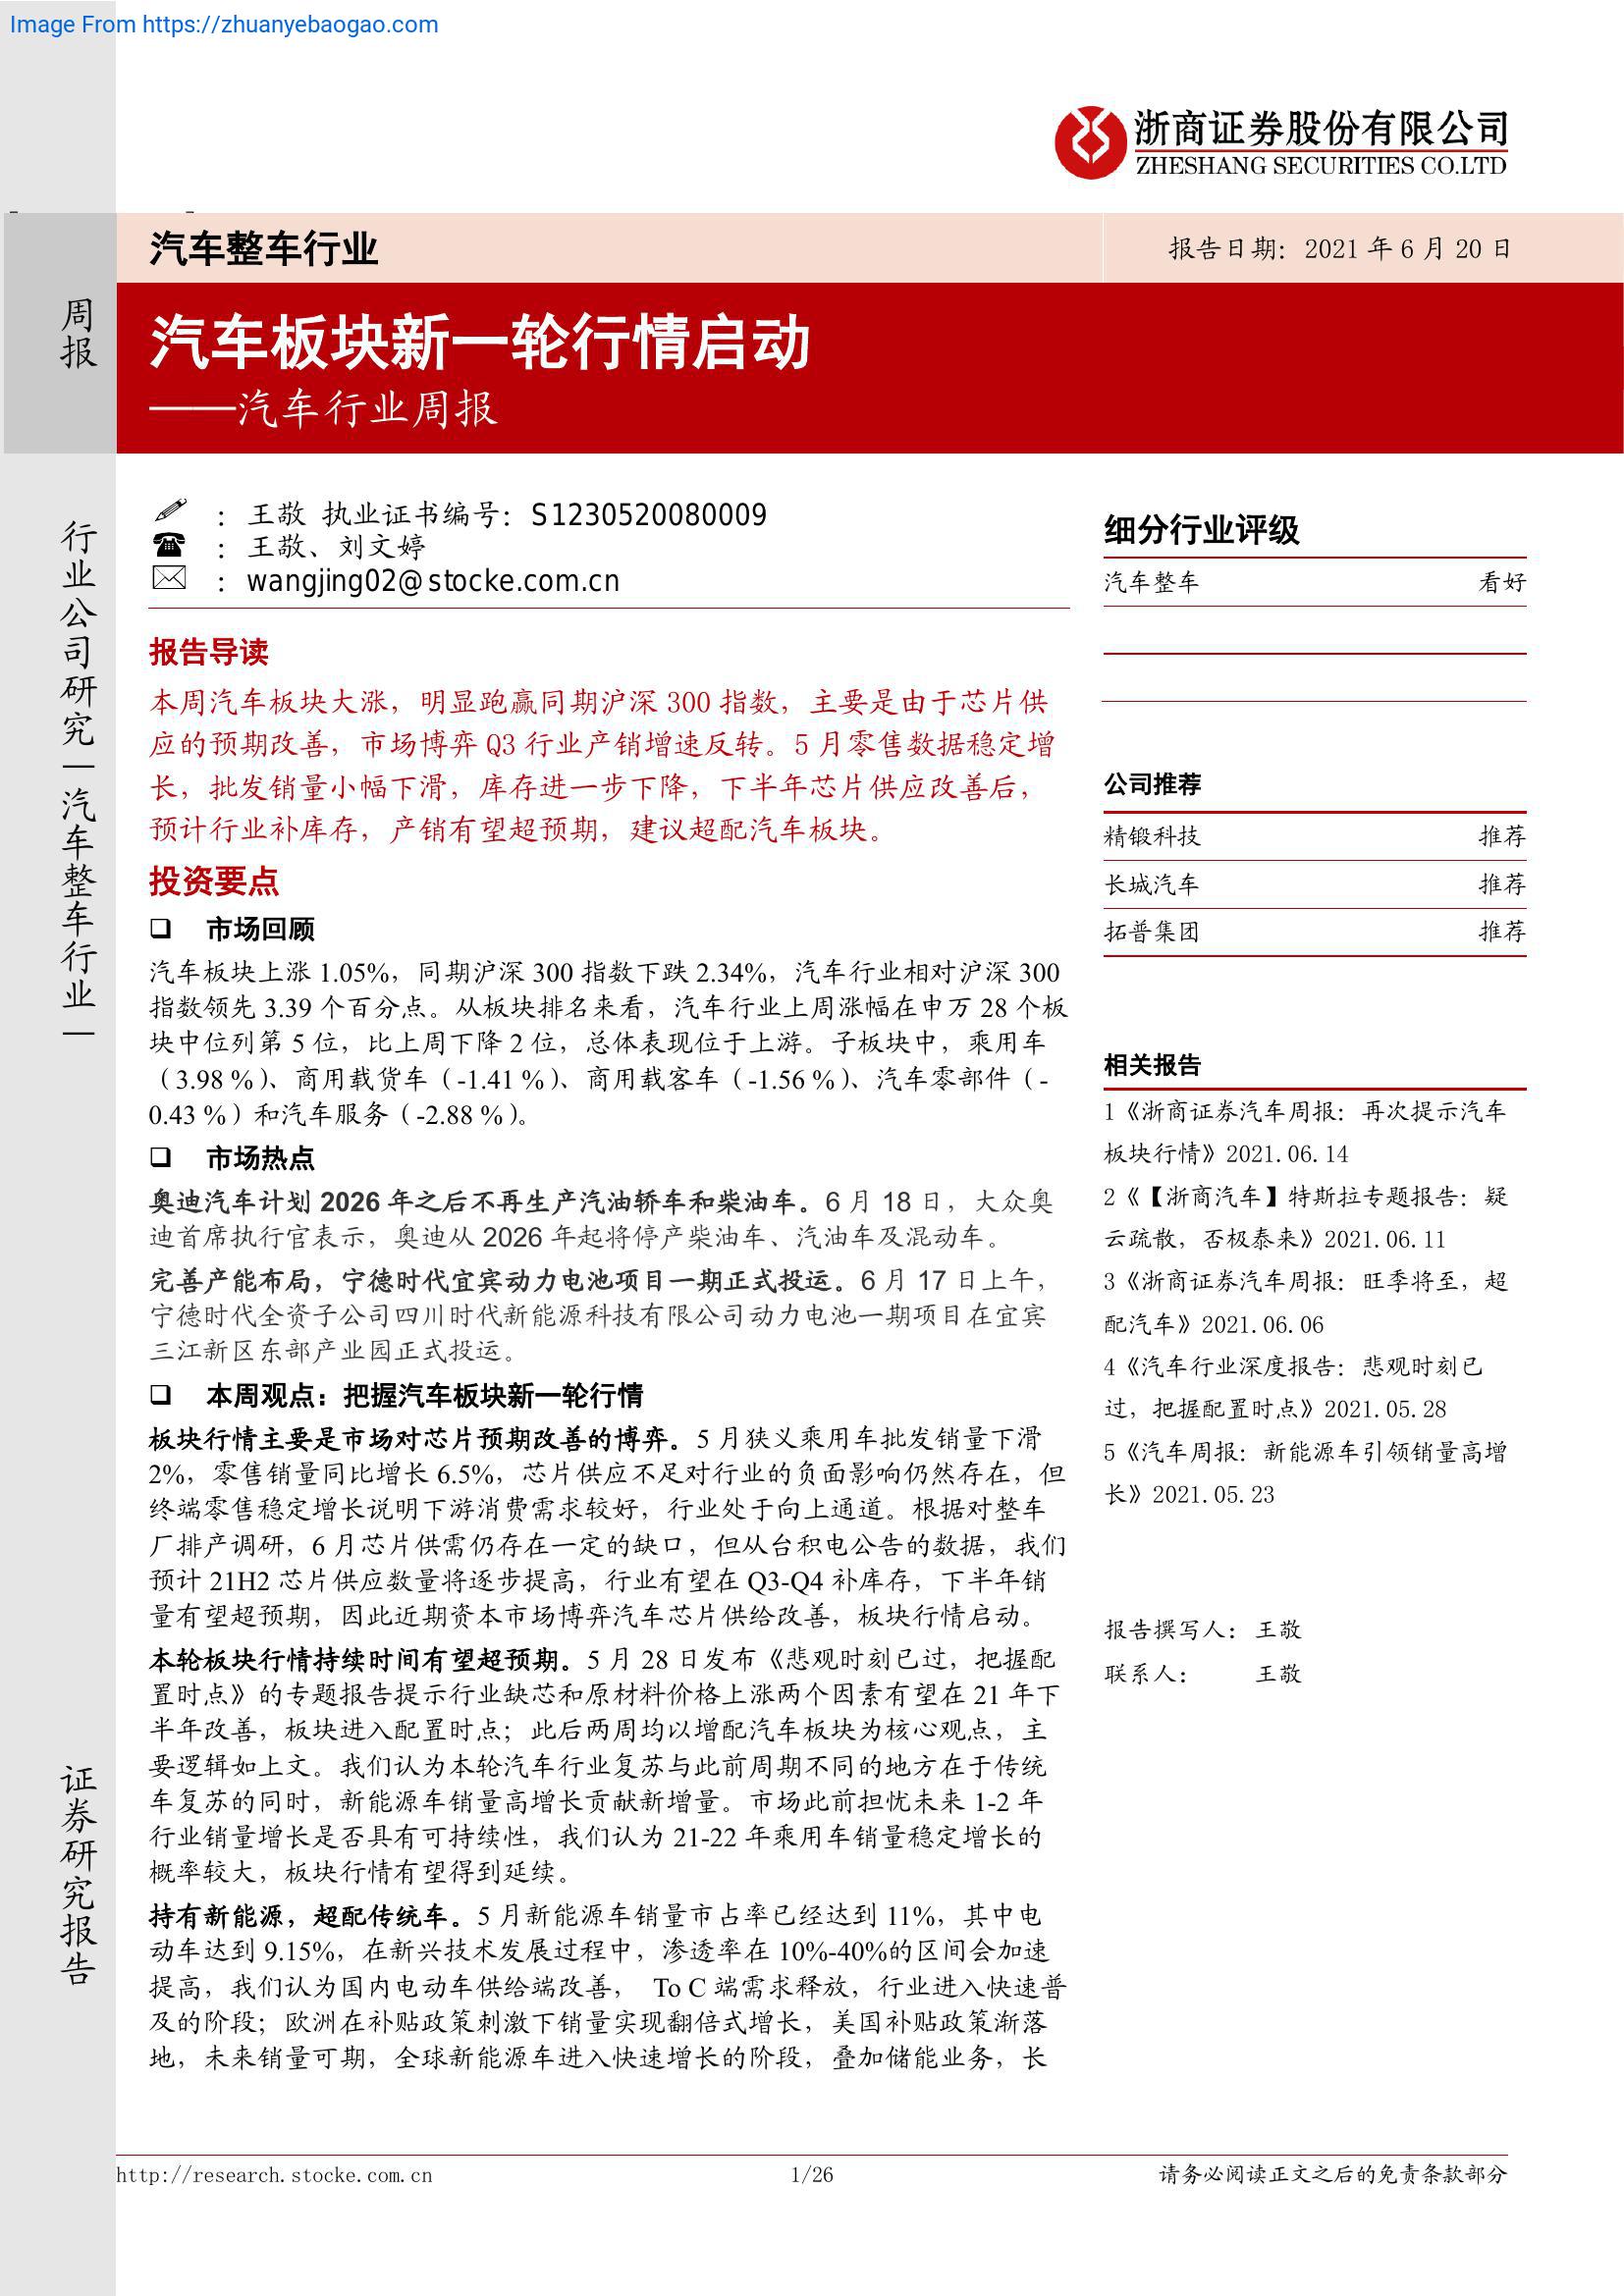 Image From https://zhuanyebaogao.com
浙商证券股份有限公司
ZHESHANG SECURITIES CO.LTD
汽车整车行业
报告日期：2021 年 6 月 20 日
周报
汽车板块新一轮行情启动
——汽车行业周报
行业公司研究｜汽车整车行业｜
证券研究报告
：王敬 执业证书编号：S1230520080009
：王敬、刘文婷
：wangjing02@stocke.com.cn
报告导读
本周汽车板块大涨，明显跑赢同期沪深 300 指数，主要是由于芯片供
应的预期改善，市场博弈 Q3 行业产销增速反转。5 月零售数据稳定增
长，批发销量小幅下滑，库存进一步下降，下半年芯片供应改善后，
预计行业补库存，产销有望超预期，建议超配汽车板块。
投资要点
❑ 市场回顾
汽车板块上涨 1.05%，同期沪深 300 指数下跌 2.34%，汽车行业相对沪深 300
指数领先 3.39 个百分点。从板块排名来看，汽车行业上周涨幅在申万 28 个板
块中位列第 5 位，比上周下降 2 位，总体表现位于上游。子板块中，乘用车
（3.98 %）、商用载货车（-1.41 %）、商用载客车（-1.56 %）、汽车零部件（-
0.43 %）和汽车服务（-2.88 %）。
❑ 市场热点
奥迪汽车计划 2026 年之后不再生产汽油轿车和柴油车。6 月 18 日，大众奥
迪首席执行官表示，奥迪从 2026 年起将停产柴油车、汽油车及混动车。
完善产能布局，宁德时代宜宾动力电池项目一期正式投运。6 月 17 日上午，
宁德时代全资子公司四川时代新能源科技有限公司动力电池一期项目在宜宾
三江新区东部产业园正式投运。
❑ 本周观点：把握汽车板块新一轮行情
板块行情主要是市场对芯片预期改善的博弈。5 月狭义乘用车批发销量下滑
2%，零售销量同比增长 6.5%，芯片供应不足对行业的负面影响仍然存在，但
终端零售稳定增长说明下游消费需求较好，行业处于向上通道。根据对整车
厂排产调研，6 月芯片供需仍存在一定的缺口，但从台积电公告的数据，我们
预计 21H2 芯片供应数量将逐步提高，行业有望在 Q3-Q4 补库存，下半年销
量有望超预期，因此近期资本市场博弈汽车芯片供给改善，板块行情启动。
本轮板块行情持续时间有望超预期。5 月 28 日发布《悲观时刻已过，把握配
置时点》的专题报告提示行业缺芯和原材料价格上涨两个因素有望在 21 年下
半年改善，板块进入配置时点；此后两周均以增配汽车板块为核心观点，主
要逻辑如上文。我们认为本轮汽车行业复苏与此前周期不同的地方在于传统
车复苏的同时，新能源车销量高增长贡献新增量。市场此前担忧未来 1-2 年
行业销量增长是否具有可持续性，我们认为 21-22 年乘用车销量稳定增长的
概率较大，板块行情有望得到延续。
持有新能源，超配传统车。5 月新能源车销量市占率已经达到 11%，其中电
动车达到 9.15%，在新兴技术发展过程中，渗透率在 10%-40%的区间会加速
提高，我们认为国内电动车供给端改善， To C 端需求释放，行业进入快速普
及的阶段；欧洲在补贴政策刺激下销量实现翻倍式增长，美国补贴政策渐落
地，未来销量可期，全球新能源车进入快速增长的阶段，叠加储能业务，长
细分行业评级
汽车整车 看好
公司推荐
精锻科技 推荐
长城汽车 推荐
拓普集团 推荐
相关报告
1《浙商证券汽车周报：再次提示汽车
板块行情》2021.06.14
2《【浙商汽车】特斯拉专题报告：疑
云疏散，否极泰来》2021.06.11
3《浙商证券汽车周报：旺季将至，超
配汽车》2021.06.06
4《汽车行业深度报告：悲观时刻已
过，把握配置时点》2021.05.28
5《汽车周报：新能源车引领销量高增
长》2021.05.23
报告撰写人：王敬
联系人： 王敬
http://research.stocke.com.cn
1/26
请务必阅读正文之后的免责条款部分